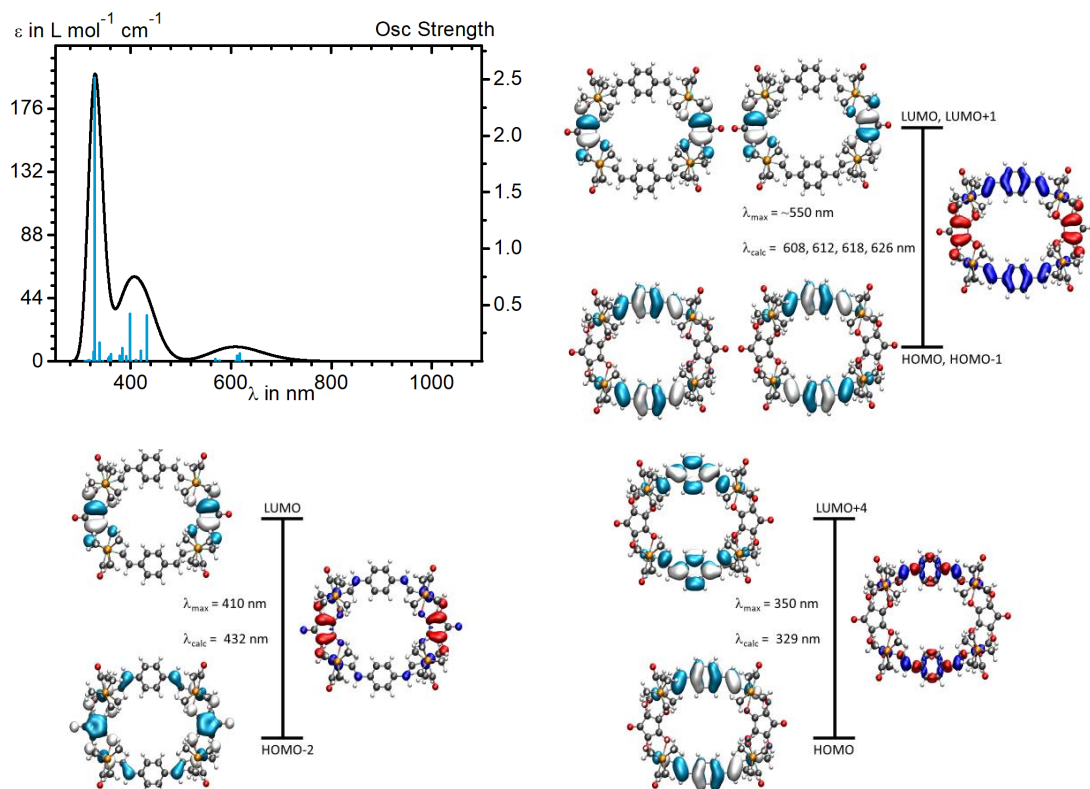 ε in L mol⁻¹ cm⁻¹
Osc Strength
176
132
88
44
0
2.5
2.0
1.5
1.0
0.5
400
600
800
1000
λ in nm
LUMO, LUMO+1
λmax = ~550 nm
λcalc = 608, 612, 618, 626 nm
HOMO, HOMO-1
LUMO
λmax = 410 nm
λcalc = 432 nm
HOMO-2
LUMO+4
λmax = 350 nm
λcalc = 329 nm
HOMO